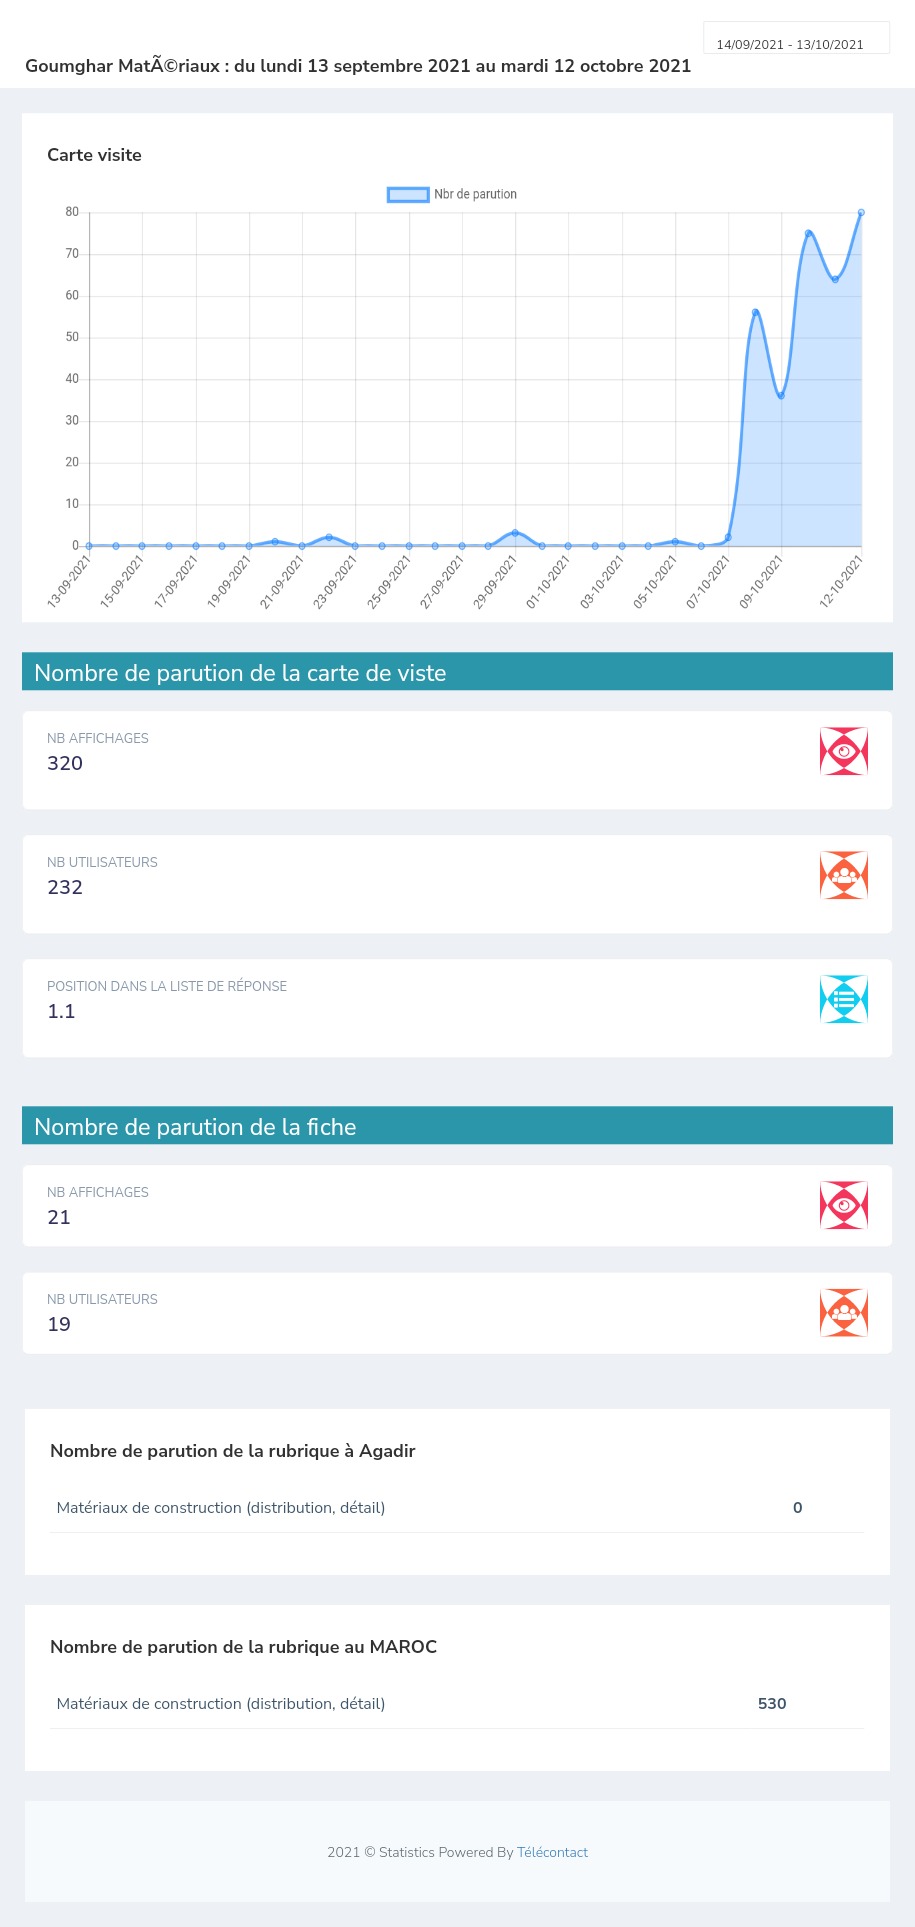 14/09/2021 - 13/10/2021
Goumghar MatÃ©riaux : du lundi 13 septembre 2021 au mardi 12 octobre 2021
Carte visite
Nbr de parution
80
70
60
50
40
30
20
10
0
13-09-2021
15-09-2021
17-09-2021
19-09-2021
21-09-2021
23-09-2021
25-09-2021
27-09-2021
29-09-2021
01-10-2021
03-10-2021
05-10-2021
07-10-2021
09-10-2021
12-10-2021
Nombre de parution de la carte de viste
NB AFFICHAGES
320
NB UTILISATEURS
232
POSITION DANS LA LISTE DE RÉPONSE
1.1
Nombre de parution de la fiche
NB AFFICHAGES
21
NB UTILISATEURS
19
Nombre de parution de la rubrique à Agadir
Matériaux de construction (distribution, détail) 0
Nombre de parution de la rubrique au MAROC
Matériaux de construction (distribution, détail) 530
2021 © Statistics Powered By Télécontact